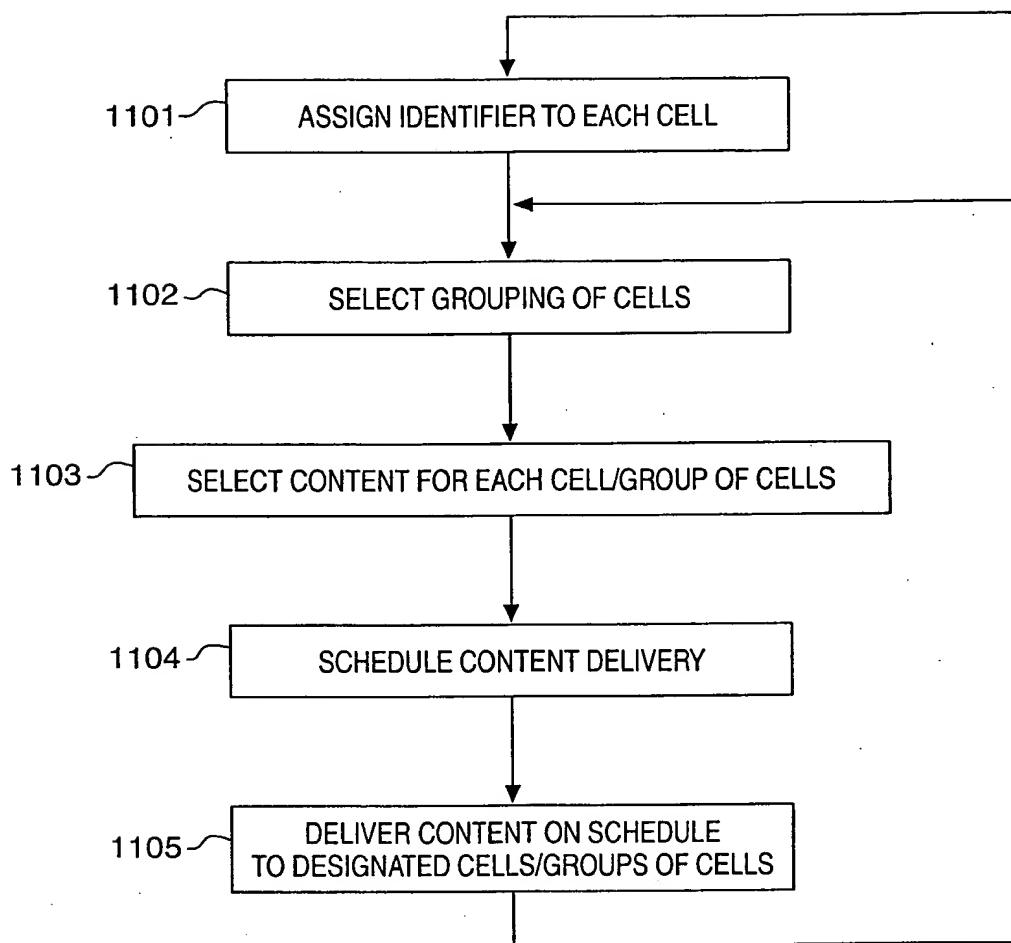 1101
ASSIGN IDENTIFIER TO EACH CELL
1102
SELECT GROUPING OF CELLS
1103
SELECT CONTENT FOR EACH CELL/GROUP OF CELLS
1104
SCHEDULE CONTENT DELIVERY
1105
DELIVER CONTENT ON SCHEDULE
TO DESIGNATED CELLS/GROUPS OF CELLS